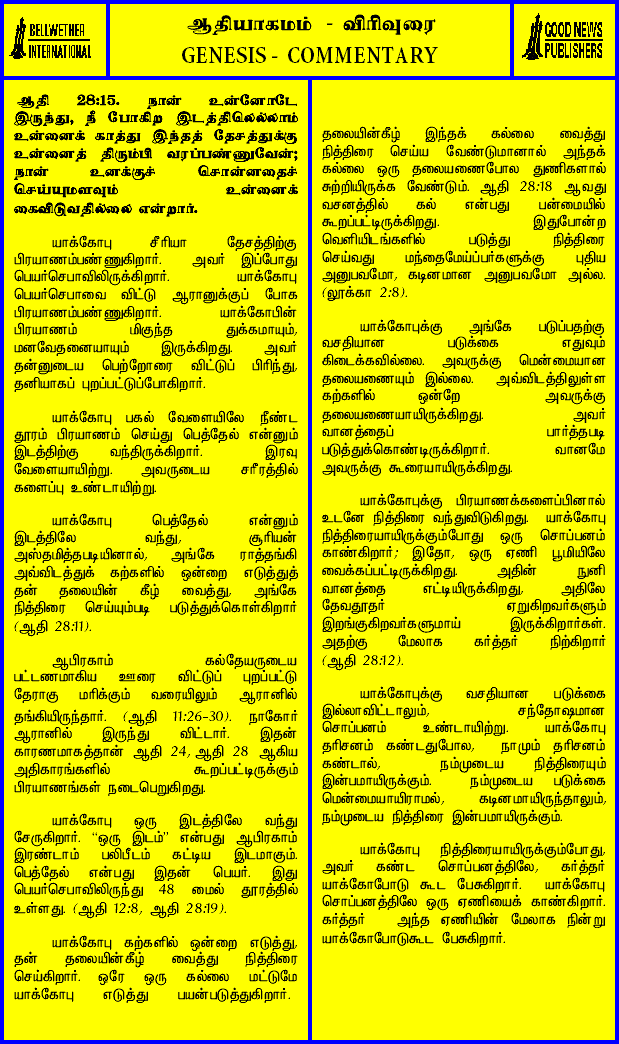 BELLWETHER
INTERNATIONAL
ஆதியாகமம் - விரிவுரை
GENESIS - COMMENTARY
GOOD NEWS
PUBLISHERS
ஆதி 28:15. நான் உன்னோடே
இருந்து, நீ போகிற இடத்திலெல்லாம்
உன்னைக் காத்து இந்தத் தேசத்துக்கு
உன்னைத் திரும்பி வரப்பண்ணுவேன்;
நான் உனக்குச் சொன்னதைச்
செய்யுமளவும் உன்னைக்
கைவிடுவதில்லை என்றார்.
யாக்கோபு சீரியா தேசத்திற்கு
பிரயாணம்பண்ணுகிறார். அவர் இப்போது
பெயர்செபாவிலிருக்கிறார். யாக்கோபு
பெயர்செபாவை விட்டு ஆரானுக்குப் போக
பிரயாணம்பண்ணுகிறார். யாக்கோபின்
பிரயாணம் மிகுந்த துக்கமாயும்,
மனவேதனையாயும் இருக்கிறது. அவர்
தன்னுடைய பெற்றோரை விட்டுப் பிரிந்து,
தனியாகப் புறப்பட்டுப்போகிறார்.
யாக்கோபு பகல் வேளையிலே நீண்ட
தூரம் பிரயாணம் செய்து பெத்தேல் என்னும்
இடத்திற்கு வந்திருக்கிறார். இரவு
வேளையாயிற்று. அவருடைய சரீரத்தில்
களைப்பு உண்டாயிற்று.
யாக்கோபு பெத்தேல் என்னும்
இடத்திலே வந்து, சூரியன்
அஸ்தமித்தபடியினால், அங்கே ராத்தங்கி
அவ்விடத்துக் கற்களில் ஒன்றை எடுத்துத்
தன் தலையின் கீழ் வைத்து, அங்கே
நித்திரை செய்யும்படி படுத்துக்கொள்கிறார்
(ஆதி 28:11).
ஆபிரகாம் கல்தேயருடைய
பட்டணமாகிய ஊரை விட்டுப் புறப்பட்டு
தேராகு மரிக்கும் வரையிலும் ஆரானில்
தங்கியிருந்தார். (ஆதி 11:26-30). நாகோர்
ஆரானில் இருந்து விட்டார். இதன்
காரணமாகத்தான் ஆதி 24, ஆதி 28 ஆகிய
அதிகாரங்களில் கூறப்பட்டிருக்கும்
பிரயாணங்கள் நடைபெறுகிறது.
யாக்கோபு ஒரு இடத்திலே வந்து
சேருகிறார். “ஒரு இடம்” என்பது ஆபிரகாம்
இரண்டாம் பலிபீடம் கட்டிய இடமாகும்.
பெத்தேல் என்பது இதன் பெயர். இது
பெயர்செபாவிலிருந்து 48 மைல் தூரத்தில்
உள்ளது. (ஆதி 12:8, ஆதி 28:19).
யாக்கோபு கற்களில் ஒன்றை எடுத்து,
தன் தலையின்கீழ் வைத்து நித்திரை
செய்கிறார். ஒரே ஒரு கல்லை மட்டுமே
யாக்கோபு எடுத்து பயன்படுத்துகிறார்.
தலையின்கீழ் இந்தக் கல்லை வைத்து
நித்திரை செய்ய வேண்டுமானால் அந்தக்
கல்லை ஒரு தலையணைபோல துணிகளால்
சுற்றியிருக்க வேண்டும். ஆதி 28:18 ஆவது
வசனத்தில் கல் என்பது பன்மையில்
கூறப்பட்டிருக்கிறது. இதுபோன்ற
வெளியிடங்களில் படுத்து நித்திரை
செய்வது மந்தைமேய்ப்பர்களுக்கு புதிய
அனுபவமோ, கடினமான அனுபவமோ அல்ல.
(லூக்கா 2:8).
யாக்கோபுக்கு அங்கே படுப்பதற்கு
வசதியான படுக்கை எதுவும்
கிடைக்கவில்லை. அவருக்கு மென்மையான
தலையணையும் இல்லை. அவ்விடத்திலுள்ள
கற்களில் ஒன்றே அவருக்கு
தலையணையாயிருக்கிறது. அவர்
வானத்தைப் பார்த்தபடி
படுத்துக்கொண்டிருக்கிறார். வானமே
அவருக்கு கூரையாயிருக்கிறது.
யாக்கோபுக்கு பிரயாணக்களைப்பினால்
உடனே நித்திரை வந்துவிடுகிறது. யாக்கோபு
நித்திரையாயிருக்கும்போது ஒரு சொப்பனம்
காண்கிறார்; இதோ, ஒரு ஏணி பூமியிலே
வைக்கப்பட்டிருக்கிறது. அதின் நுனி
வானத்தை எட்டியிருக்கிறது, அதிலே
தேவதூதர் ஏறுகிறவர்களும்
இறங்குகிறவர்களுமாய் இருக்கிறார்கள்.
அதற்கு மேலாக கர்த்தர் நிற்கிறார்
(ஆதி 28:12).
யாக்கோபுக்கு வசதியான படுக்கை
இல்லாவிட்டாலும், சந்தோஷமான
சொப்பனம் உண்டாயிற்று. யாக்கோபு
தரிசனம் கண்டதுபோல, நாமும் தரிசனம்
கண்டால், நம்முடைய நித்திரையும்
இன்பமாயிருக்கும். நம்முடைய படுக்கை
மென்மையாயிராமல், கடினமாயிருந்தாலும்,
நம்முடைய நித்திரை இன்பமாயிருக்கும்.
யாக்கோபு நித்திரையாயிருக்கும்போது,
அவர் கண்ட சொப்பனத்திலே, கர்த்தர்
யாக்கோபோடு கூட பேசுகிறார். யாக்கோபு
சொப்பனத்திலே ஒரு ஏணியைக் காண்கிறார்.
கர்த்தர் அந்த ஏணியின் மேலாக நின்று
யாக்கோபோடுகூட பேசுகிறார்.